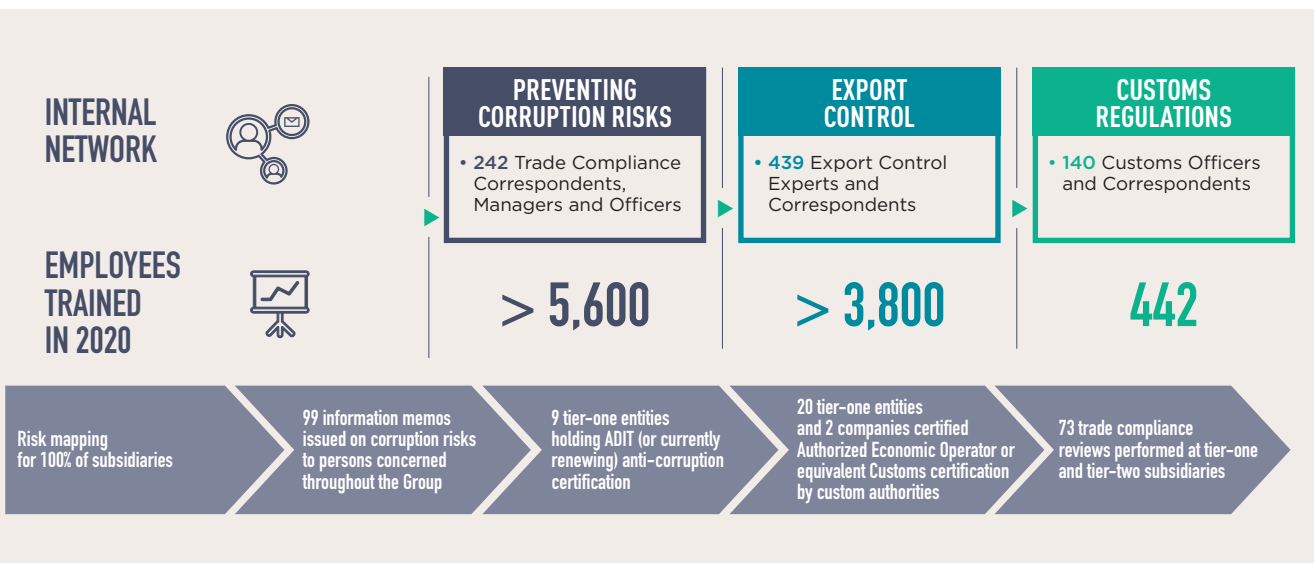 INTERNAL
NETWORK
PREVENTING
CORRUPTION RISKS
• 242 Trade Compliance
Correspondents,
Managers and Officers
EXPORT
CONTROL
• 439 Export Control
Experts and
Correspondents
CUSTOMS
REGULATIONS
• 140 Customs Officers
and Correspondents
EMPLOYEES
TRAINED
IN 2020
> 5,600
> 3,800
442
Risk mapping
for 100% of subsidiaries
99 information memos
issued on corruption risks
to persons concerned
throughout the Group
9 tier-one entities
holding ADIT (or currently
renewing) anti-corruption
certification
20 tier-one entities
and 2 companies certified
Authorized Economic Operator or
equivalent Customs certification
by custom authorities
73 trade compliance
reviews performed at tier-one
and tier-two subsidiaries